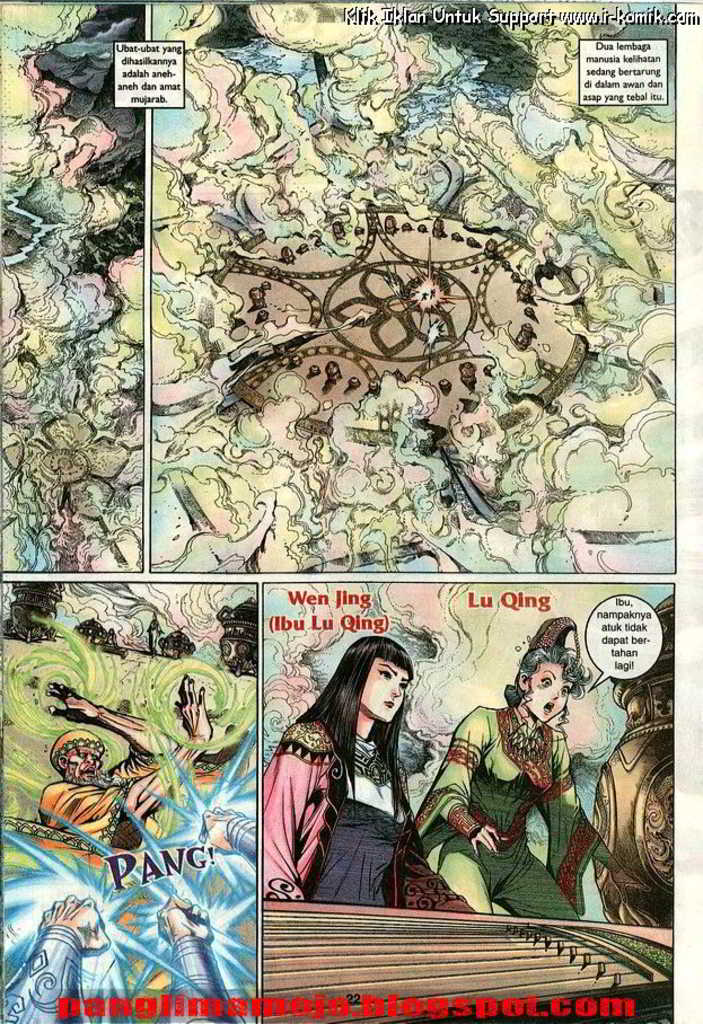 Klik Iklan Untuk Support www.i-komik.com
Ubat-ubat yang
dihasilkannya
adalah aneh-
aneh dan amat
mujarab.
Dua lembaga
manusia kelihatan
sedang bertarung
di dalam awan dan
asap yang tebal itu.
PANG!
Wen Jing
(Ibu Lu Qing)
Lu Qing
Ibu,
nampaknya
atuk tidak
dapat ber-
tahan
lagi!
22
panglimamojo.blogspot.com